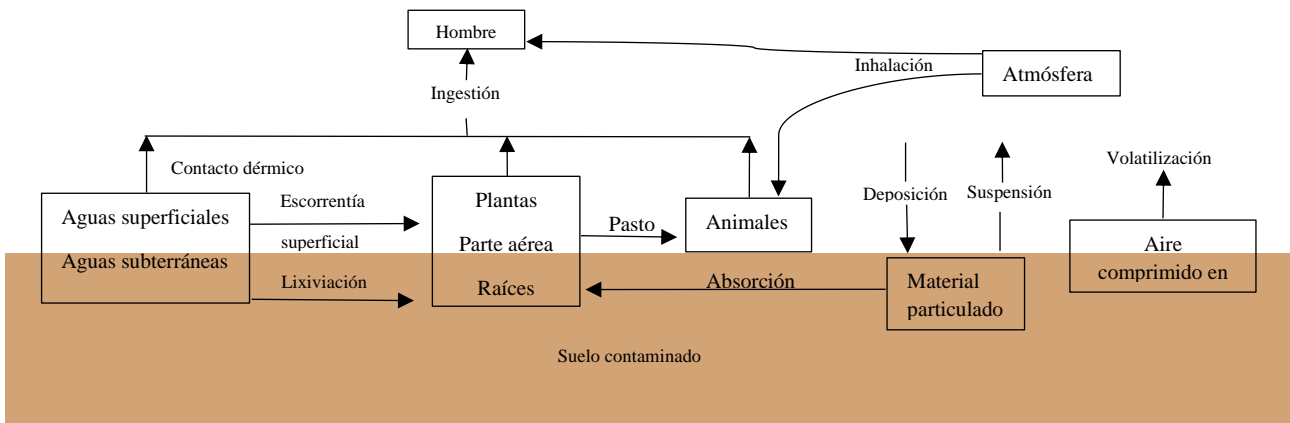 Hombre
Inhalación
Atmósfera
Ingestión
Contacto dérmico
Volatilización
Aguas superficiales
Aguas subterráneas
Escorrentía
superficial
Lixiviación
Plantas
Parte aérea
Raíces
Pasto
Animales
Deposición
Suspensión
Absorción
Material
particulado
Aire
comprimido en
Suelo contaminado